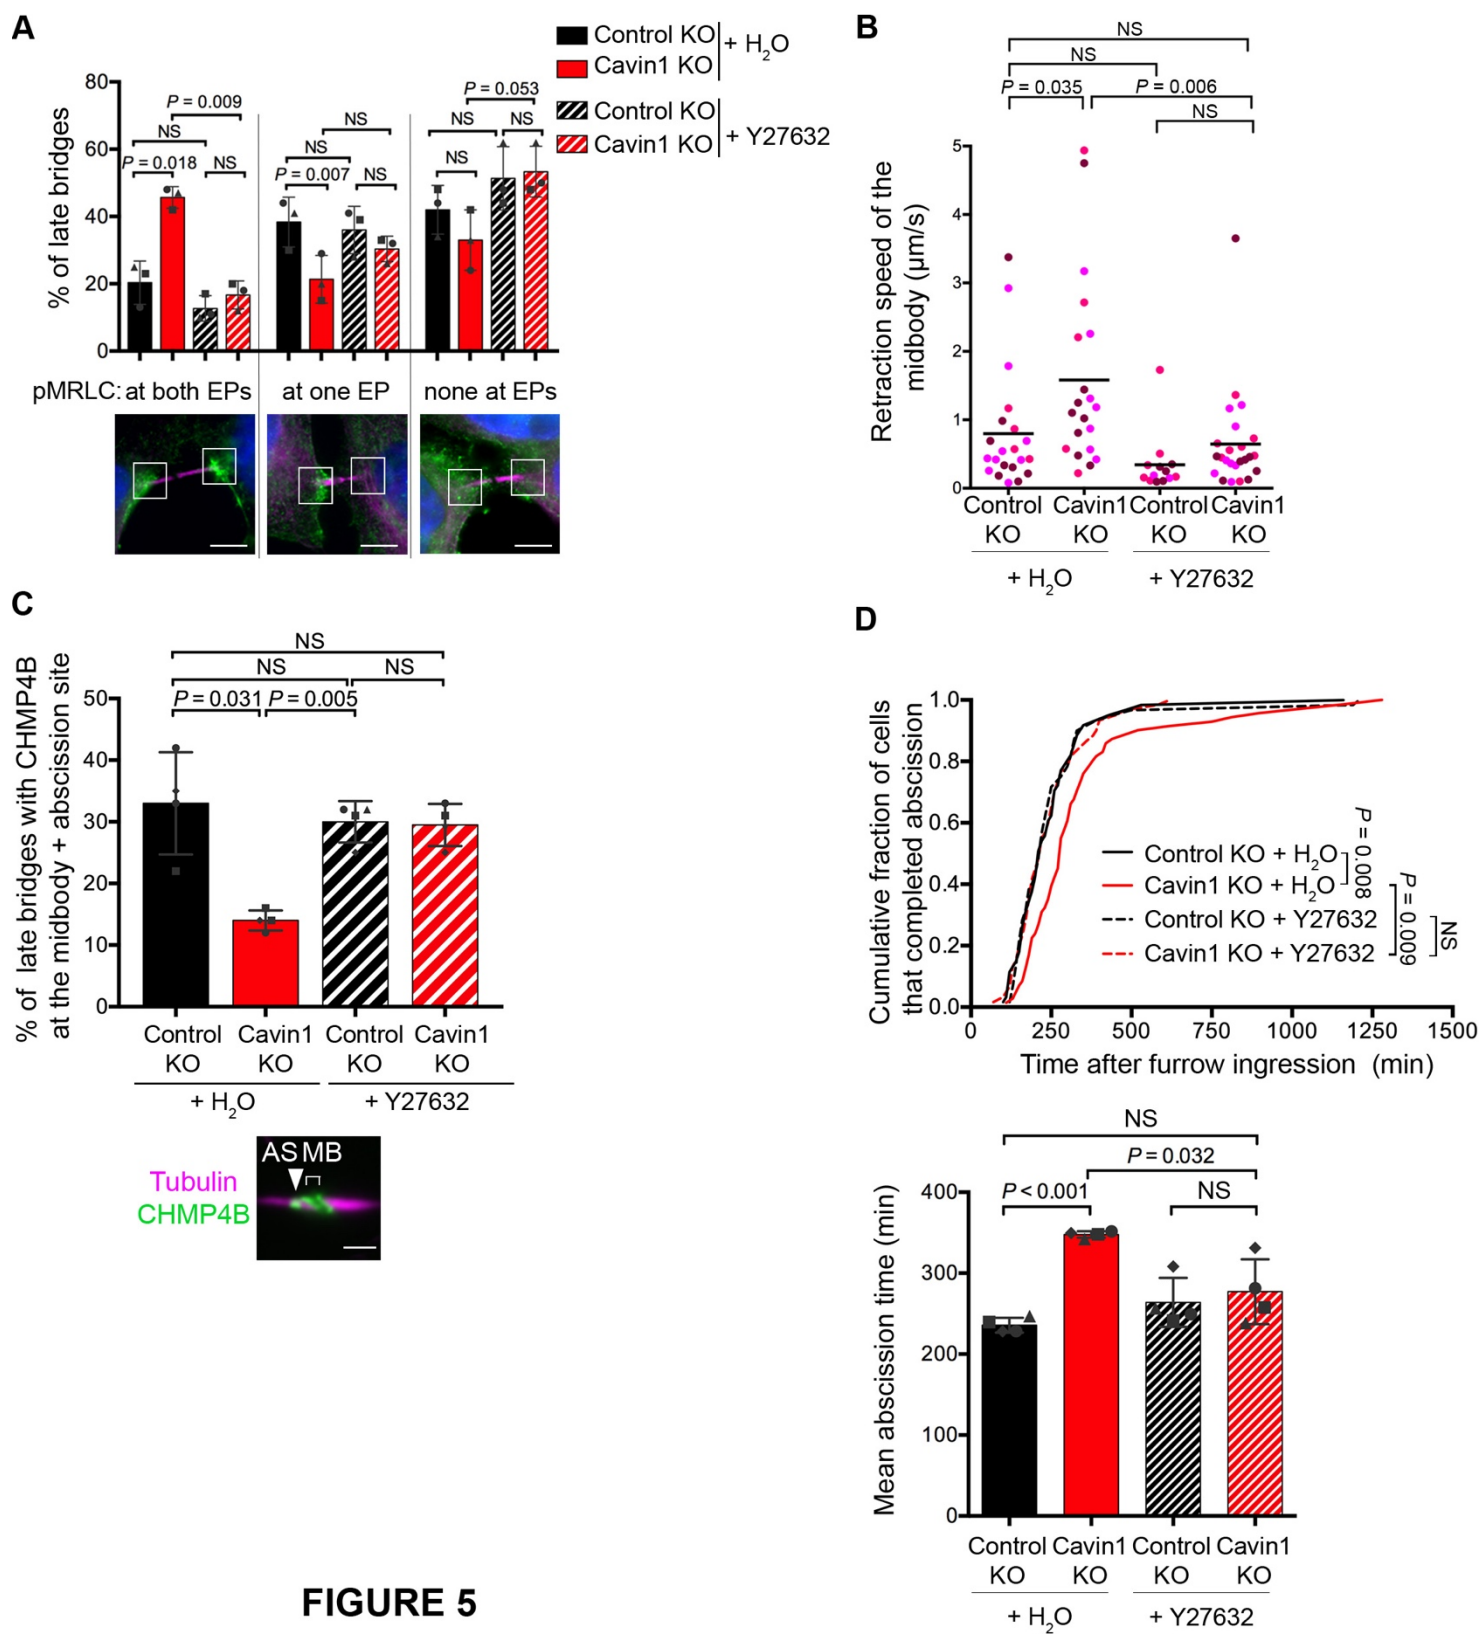 A
Control KO
Cavin1 KO
+ H2O
Control KO
Cavin1 KO
+ Y27632
% of late bridges
80
60
40
20
0
P = 0.009
NS
P = 0.018
NS
NS
NS
P = 0.007
NS
P = 0.053
NS
NS
NS
pMRLC: at both EPs
at one EP
none at EPs
B
NS
NS
P = 0.035
P = 0.006
NS
Retraction speed of the
midbody (μm/s)
5
4
3
2
1
0
Control Cavin1 Control Cavin1
KO KO KO KO
+ H2O
+ Y27632
C
NS
NS
NS
P = 0.031
P = 0.005
% of late bridges with CHMP4B
at the midbody + abscission site
50
40
30
20
10
0
Control Cavin1 Control Cavin1
KO KO KO KO
+ H2O
+ Y27632
AS MB
Tubulin
CHMP4B
D
Cumulative fraction of cells
that completed abscission
1.0
0.8
0.6
0.4
0.2
0.0
Control KO + H2O
Cavin1 KO + H2O
Control KO + Y27632
Cavin1 KO + Y27632
P = 0.008
P = 0.009
NS
0 250 500 750 1000 1250 1500
Time after furrow ingression (min)
NS
P = 0.032
P < 0.001
NS
Mean abscission time (min)
400
300
200
100
0
Control Cavin1 Control Cavin1
KO KO KO KO
+ H2O
+ Y27632
FIGURE 5